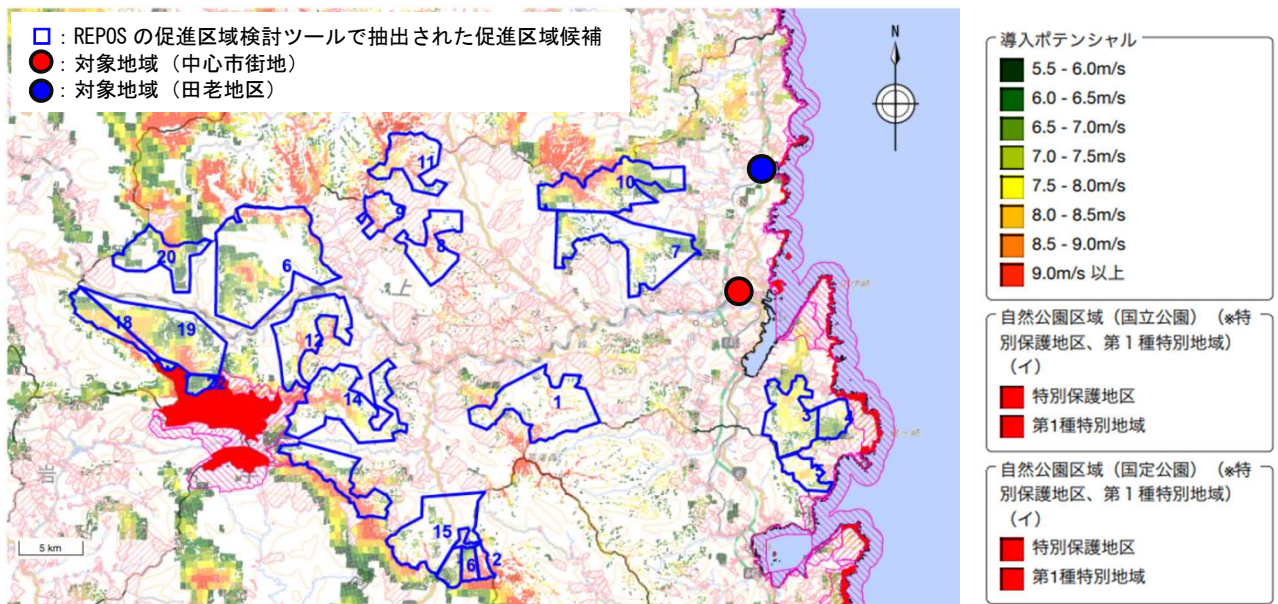 □：REPOS の促進区域検討ツールで抽出された促進区域候補
●：対象地域（中心市街地）
●：対象地域（田老地区）
N
11
10
9
8
7
20
6
上
18
19
12
22
14
1
3
4
岩
15
7
6
2
5 km
導入ポテンシャル
5.5 - 6.0m/s
6.0 - 6.5m/s
6.5 - 7.0m/s
7.0 - 7.5m/s
7.5 - 8.0m/s
8.0 - 8.5m/s
8.5 - 9.0m/s
9.0m/s 以上
自然公園区域（国立公園）（※特
別保護地区、第１種特別地域）
（イ）
特別保護地区
第1種特別地域
自然公園区域（国定公園）（※特
別保護地区、第１種特別地域）
（イ）
特別保護地区
第1種特別地域